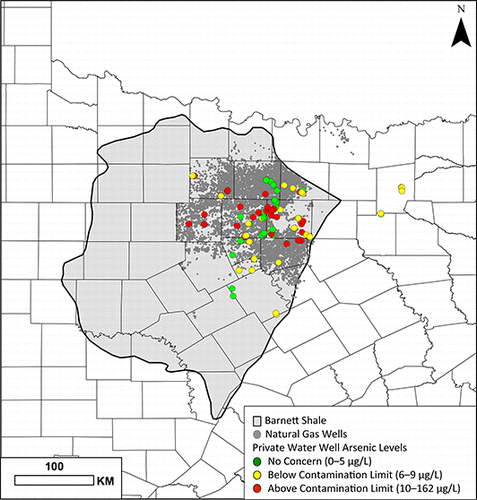 N
Barnett Shale
Natural Gas Wells
Private Water Well Arsenic Levels
No Concern (0–5 µg/L)
Below Contamination Limit (6–9 µg/L)
Above Contamination Limit (10–162 µg/L)
100
KM